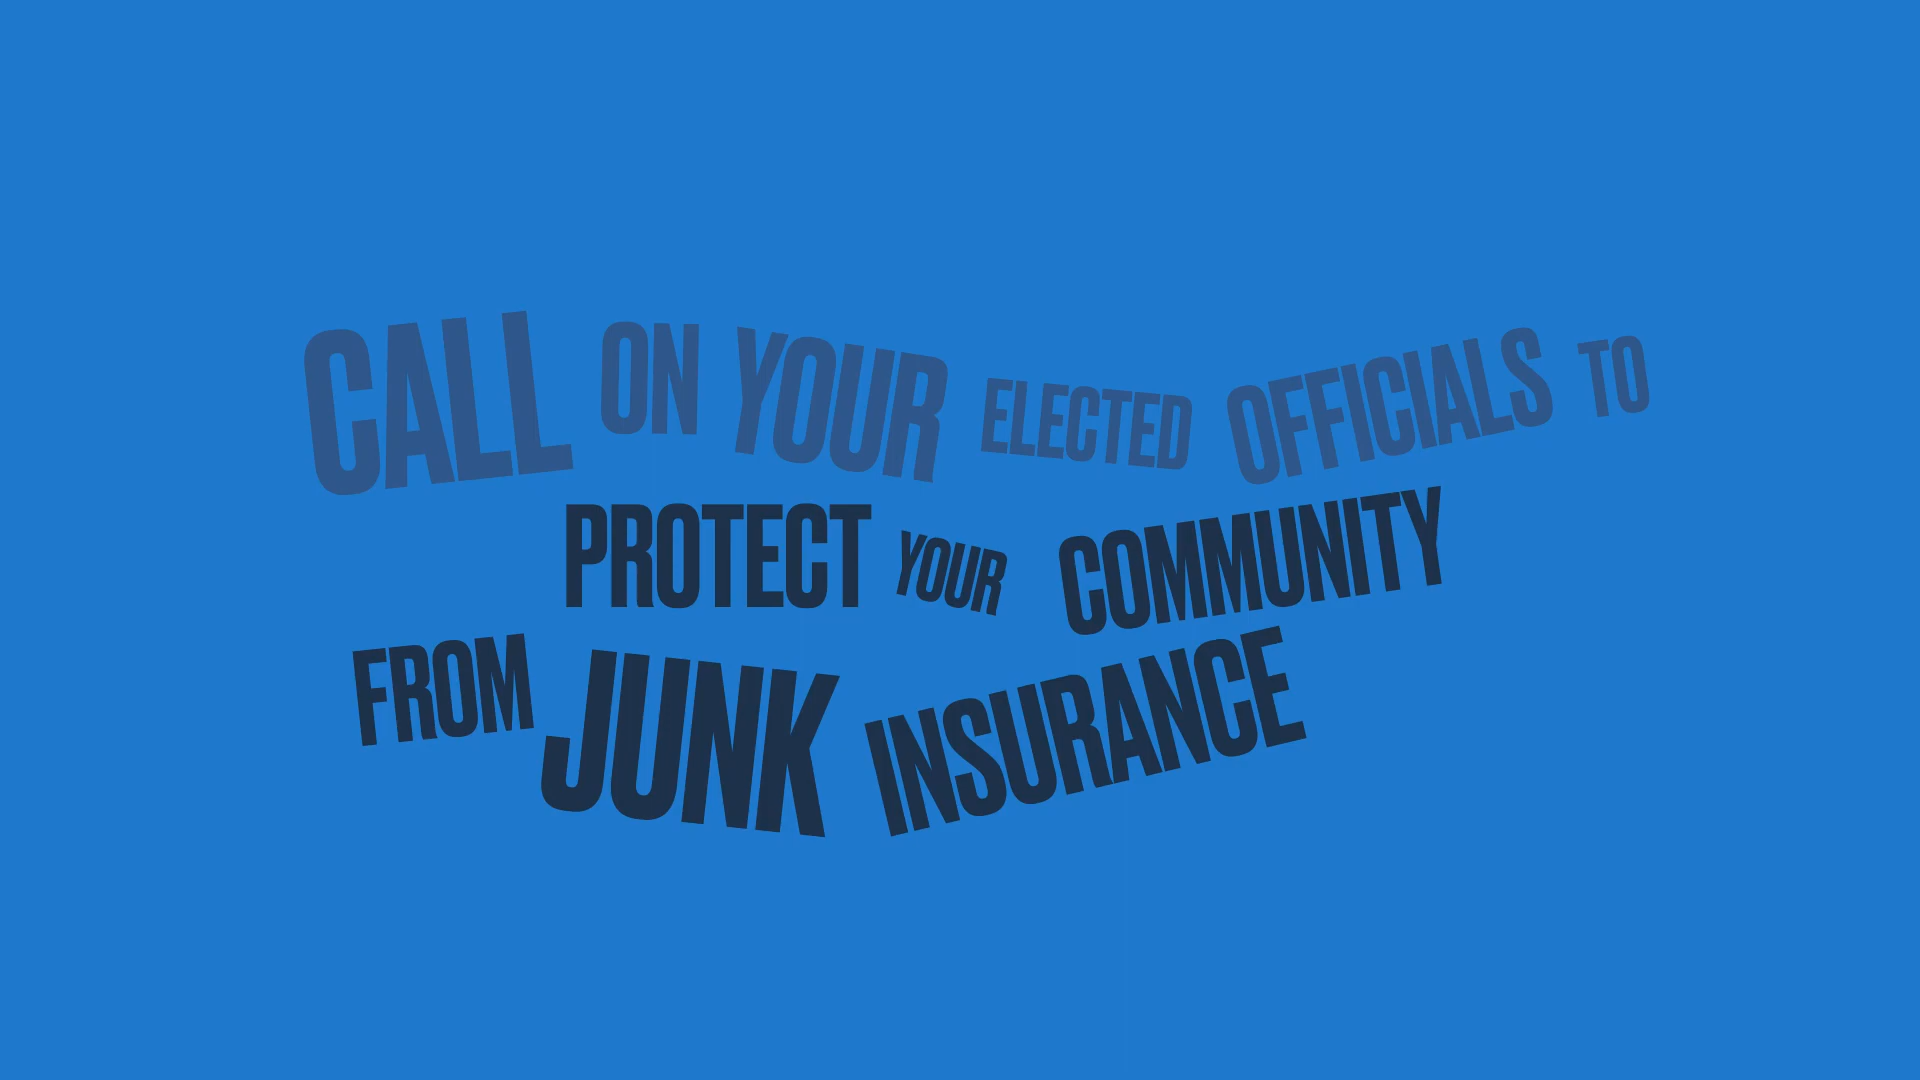 CALL ON YOUR ELECTED OFFICIALS TO
PROTECT YOUR COMMUNITY
FROM JUNK INSURANCE